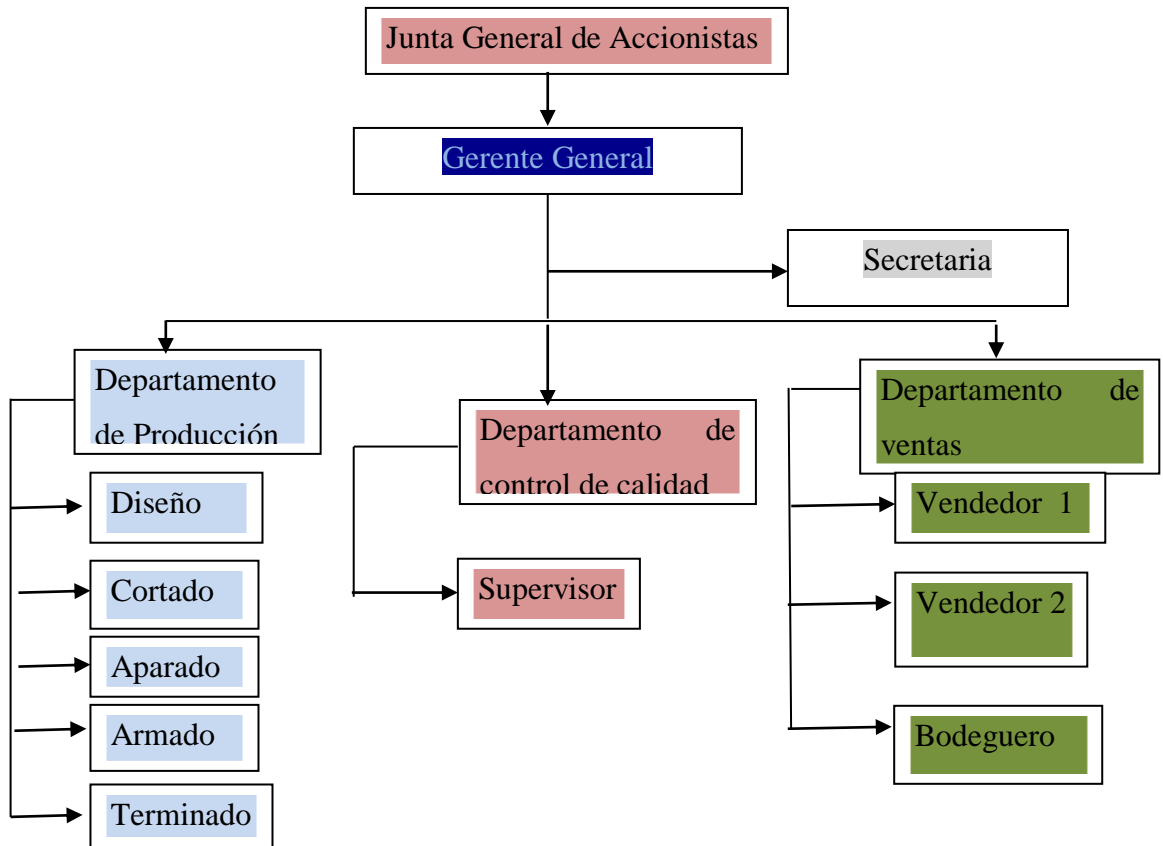 Junta General de Accionistas
Gerente General
Secretaria
Departamento
de Producción
Diseño
Cortado
Aparado
Armado
Terminado
Departamento de
control de calidad
Supervisor
Departamento de
ventas
Vendedor 1
Vendedor 2
Bodeguero